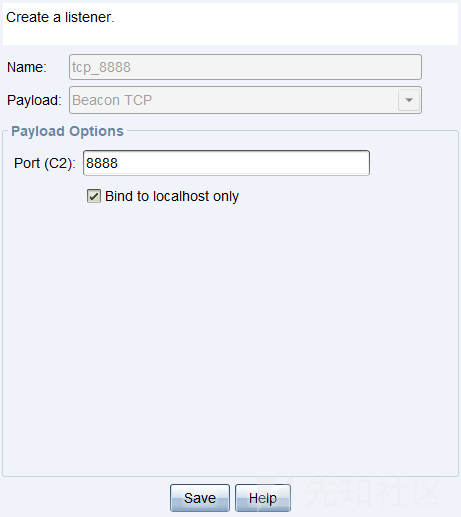 Create a listener.
Name: tcp_8888
Payload: Beacon TCP
Payload Options
Port (C2): 8888
Bind to localhost only
Save Help
先知社区